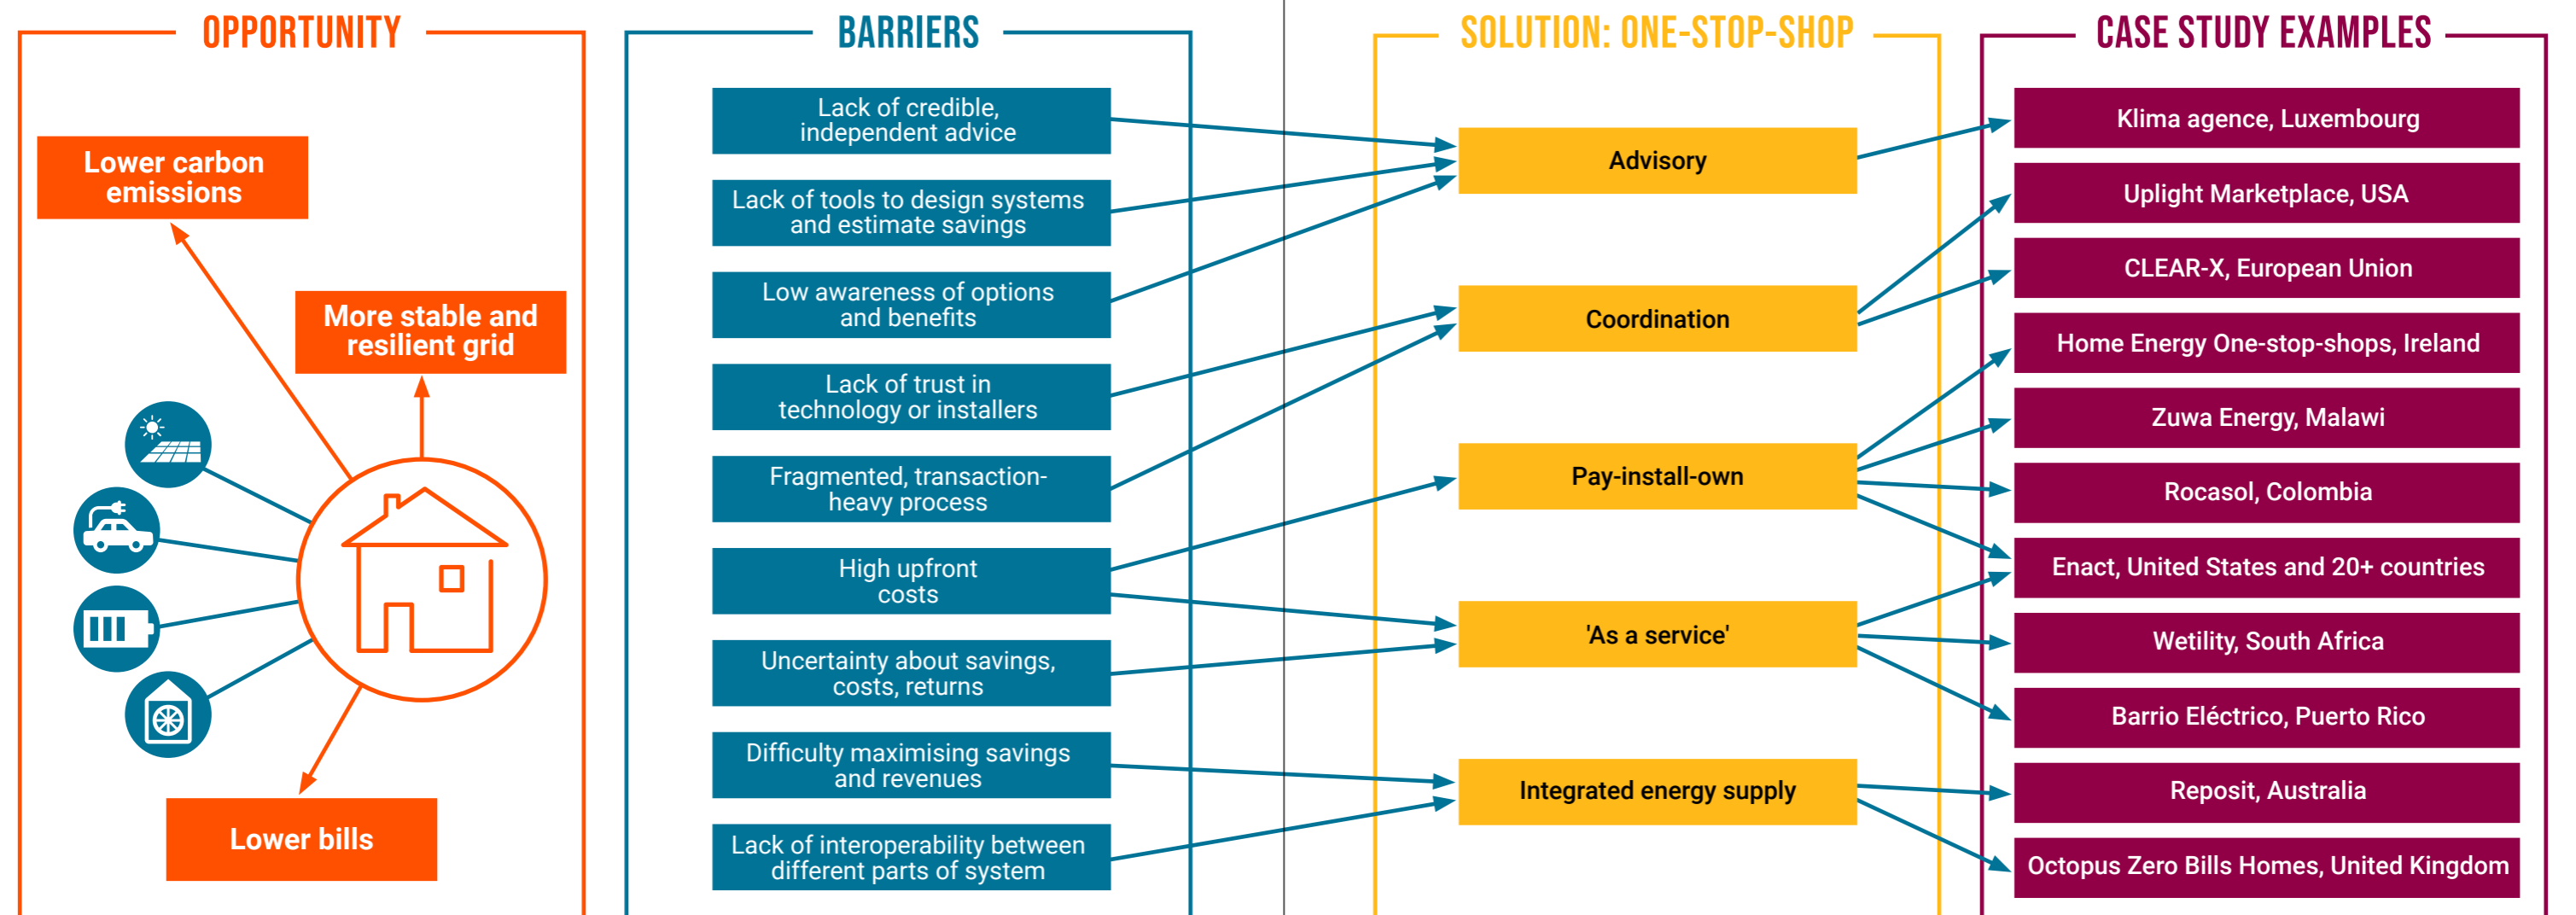 OPPORTUNITY
Lower carbon
emissions
More stable and
resilient grid
Lower bills
BARRIERS
Lack of credible,
independent advice
Lack of tools to design systems
and estimate savings
Low awareness of options
and benefits
Lack of trust in
technology or installers
Fragmented, transaction-
heavy process
High upfront
costs
Uncertainty about savings,
costs, returns
Difficulty maximising savings
and revenues
Lack of interoperability between
different parts of system
SOLUTION: ONE-STOP-SHOP
Advisory
Coordination
Pay-install-own
'As a service'
Integrated energy supply
CASE STUDY EXAMPLES
Klima agence, Luxembourg
Uplight Marketplace, USA
CLEAR-X, European Union
Home Energy One-stop-shops, Ireland
Zuwa Energy, Malawi
Rocasol, Colombia
Enact, United States and 20+ countries
Wetility, South Africa
Barrio Eléctrico, Puerto Rico
Reposit, Australia
Octopus Zero Bills Homes, United Kingdom